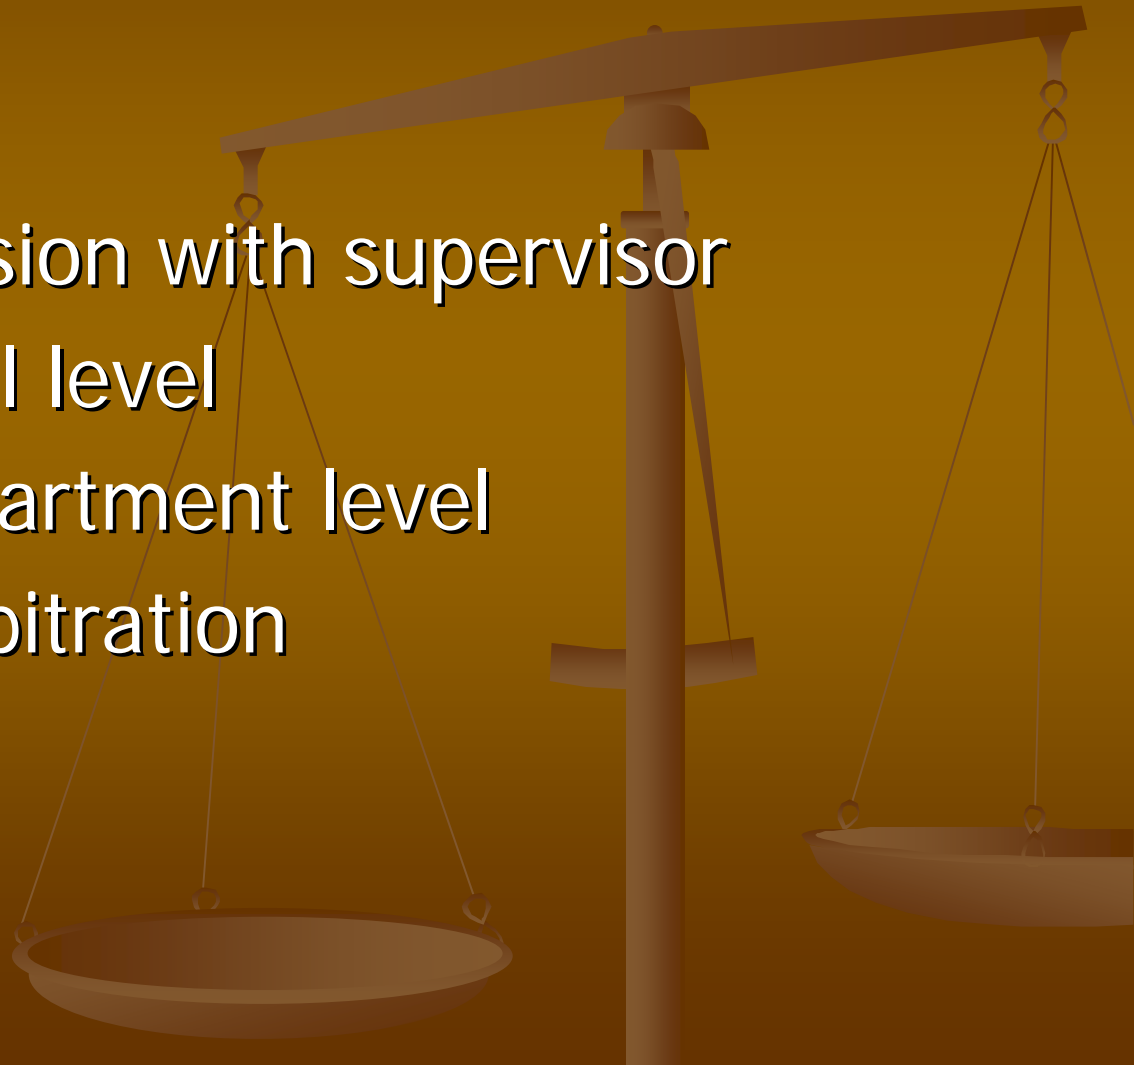 sion with supervisor
l level
artment level
bitration